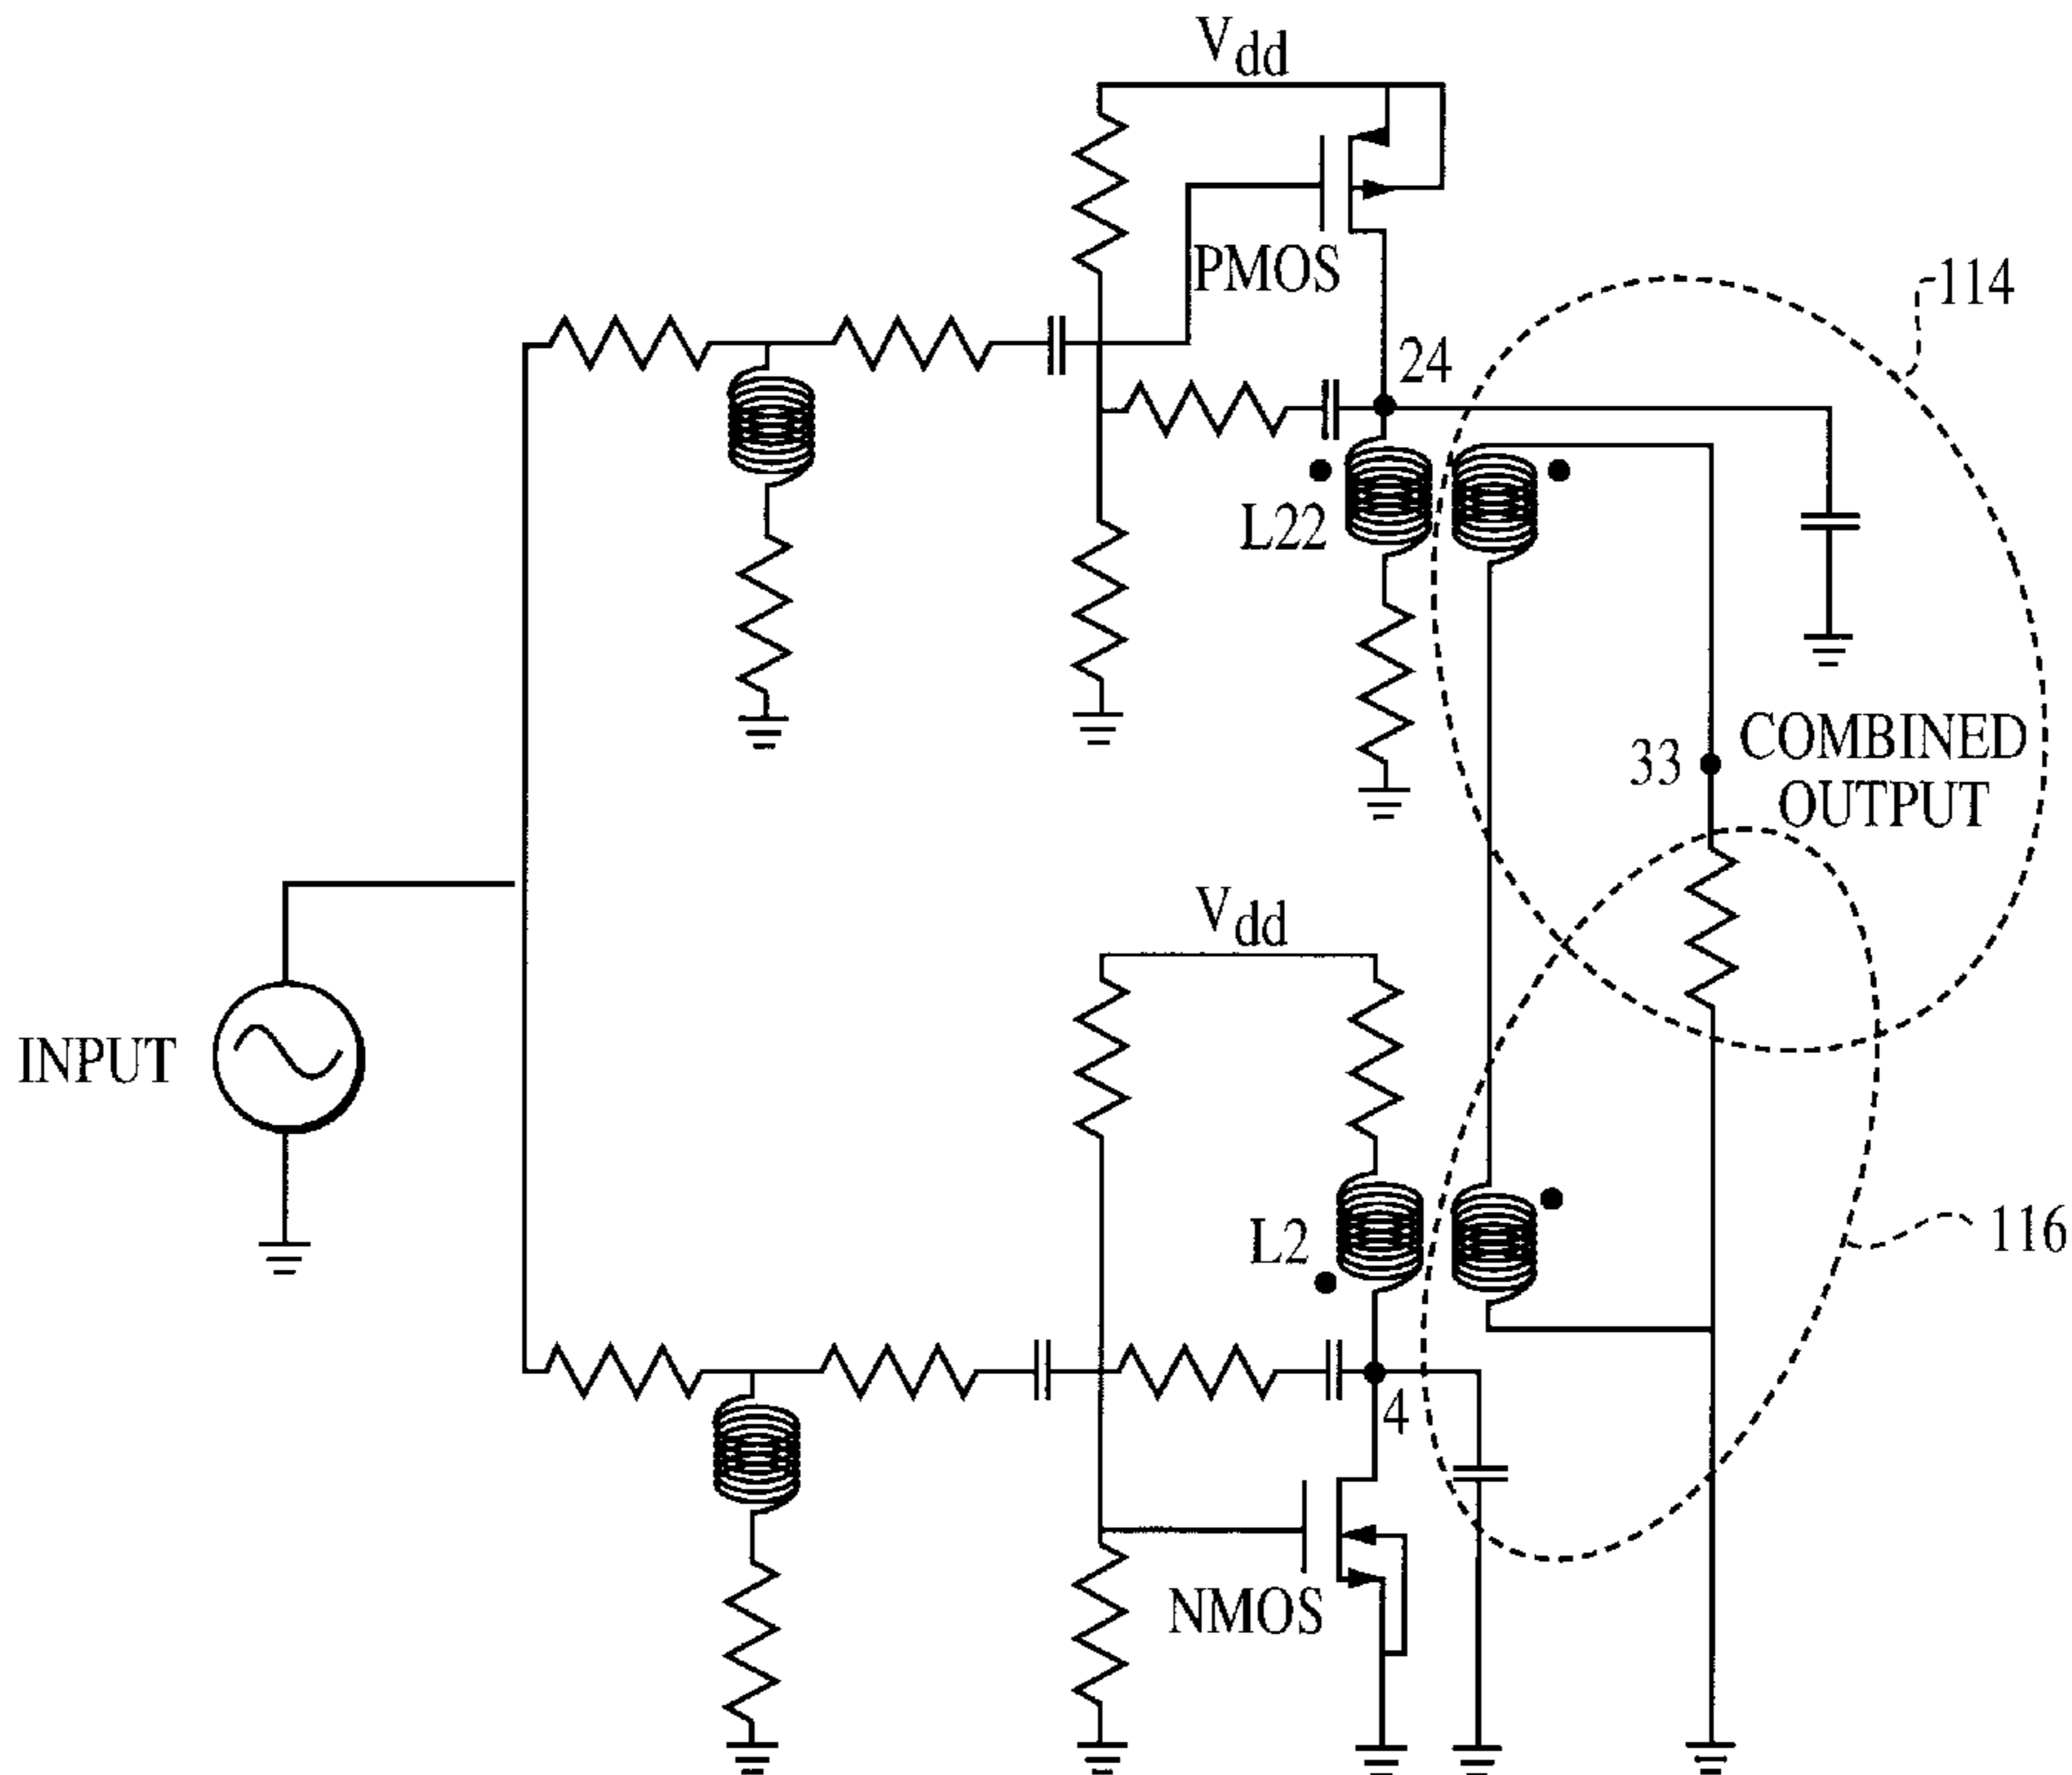 Vdd
PMOS
114
24
L22
33
COMBINED
OUTPUT
Vdd
INPUT
L2
116
4
NMOS